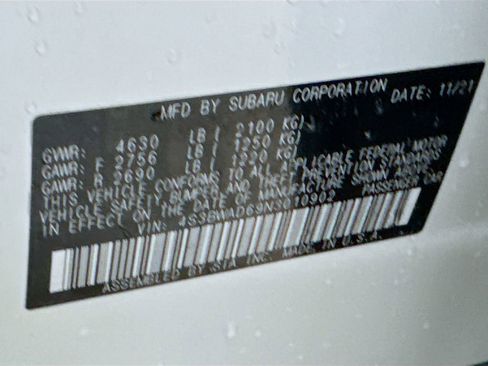 MFD BY SUBARU CORPORATION DATE: 11/21
GVWR: 4630 LB ( 2100 KG)
GAWR: F 2756 LB ( 1250 KG)
GAWR: R 2690 LB ( 1220 KG)
THIS VEHICLE CONFORMS TO ALL APPLICABLE FEDERAL MOTOR
VEHICLE SAFETY BUMPER AND THEFT PREVENTION STANDARDS
IN EFFECT ON THE DATE OF MANUFACTURE SHOWN ABOVE.
VIN: 4S3BWAD69N3010902 PASSENGER CAR
ASSEMBLED BY SIA INC. MADE IN U.S.A.